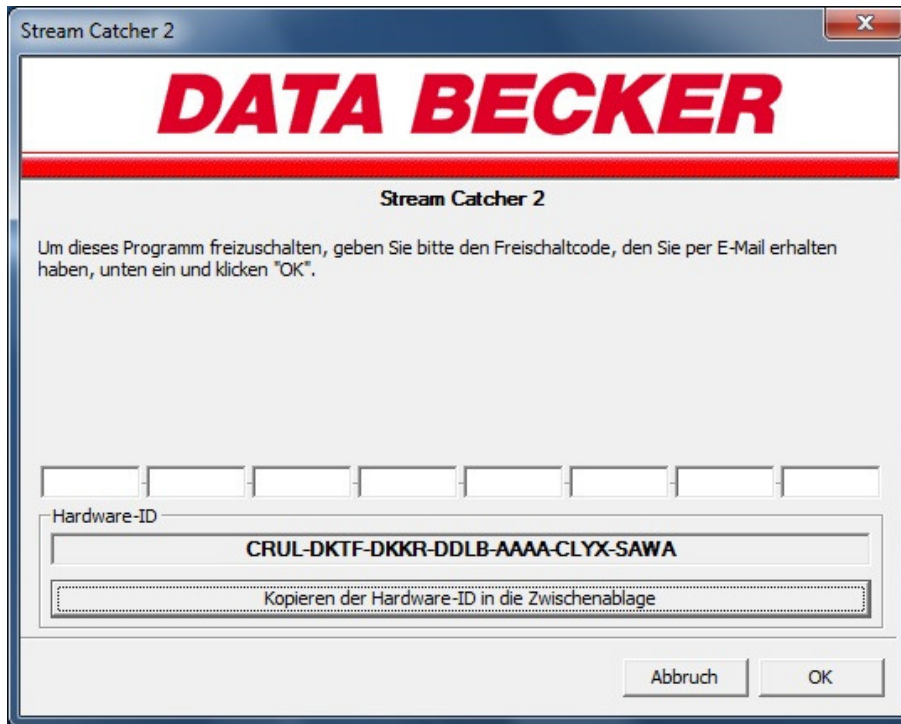 Stream Catcher 2
DATA BECKER
Stream Catcher 2
Um dieses Programm freizuschalten, geben Sie bitte den Freischaltcode, den Sie per E-Mail erhalten
haben, unten ein und klicken "OK".
Hardware-ID
CRUL-DKTF-DKKR-DDLB-AAAA-CLYX-SAWA
Kopieren der Hardware-ID in die Zwischenablage
Abbruch
OK